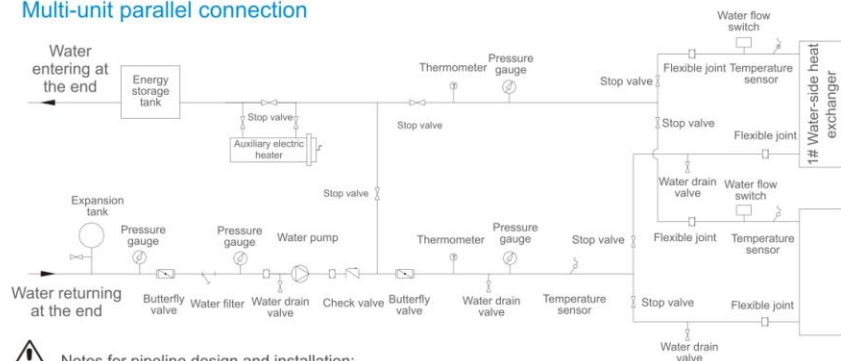 Multi-unit parallel connection
Water flow
switch
Water
entering at
the end
Energy
storage
tank
Thermometer
Pressure
gauge
Stop valve
Flexible joint
Temperature
sensor
1# Water-side heat
exchanger
Stop valve
Stop valve
Stop valve
Auxiliary electric
heater
Flexible joint
Water drain
valve
Water flow
switch
Stop valve
Expansion
tank
Pressure
gauge
Pressure
gauge
Water pump
Thermometer
Pressure
gauge
Stop valve
Flexible joint
Temperature
sensor
Water returning
at the end
Butterfly
valve
Water filter
Water drain
valve
Check valve
Butterfly
valve
Water drain
valve
Temperature
sensor
Stop valve
Flexible joint
Water drain
valve
Notes for pipeline design and installation: